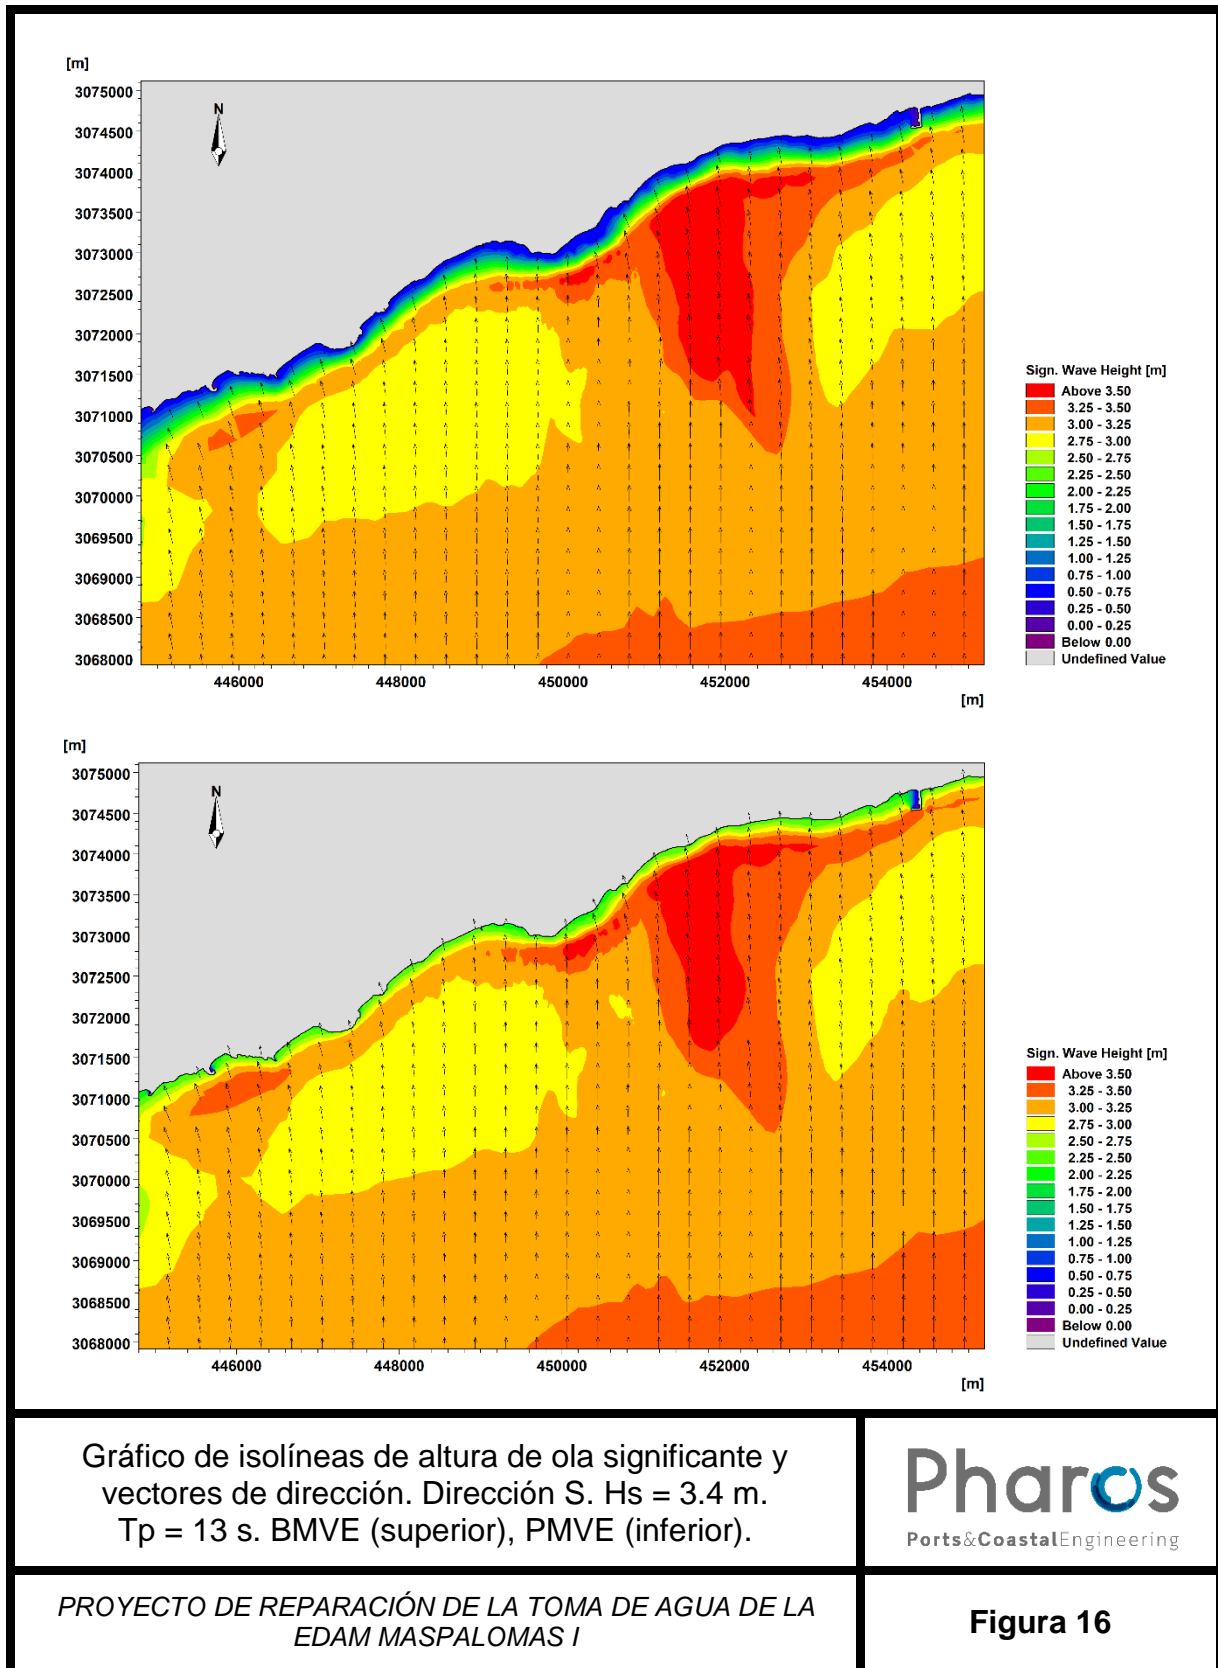 [m]
3075000
3074500
3074000
3073500
3073000
3072500
3072000
3071500
3071000
3070500
3070000
3069500
3069000
3068500
3068000
N
446000
448000
450000
452000
454000
[m]
Sign. Wave Height [m]
Above 3.50
3.25 - 3.50
3.00 - 3.25
2.75 - 3.00
2.50 - 2.75
2.25 - 2.50
2.00 - 2.25
1.75 - 2.00
1.50 - 1.75
1.25 - 1.50
1.00 - 1.25
0.75 - 1.00
0.50 - 0.75
0.25 - 0.50
0.00 - 0.25
Below 0.00
Undefined Value
[m]
3075000
3074500
3074000
3073500
3073000
3072500
3072000
3071500
3071000
3070500
3070000
3069500
3069000
3068500
3068000
N
446000
448000
450000
452000
454000
[m]
Sign. Wave Height [m]
Above 3.50
3.25 - 3.50
3.00 - 3.25
2.75 - 3.00
2.50 - 2.75
2.25 - 2.50
2.00 - 2.25
1.75 - 2.00
1.50 - 1.75
1.25 - 1.50
1.00 - 1.25
0.75 - 1.00
0.50 - 0.75
0.25 - 0.50
0.00 - 0.25
Below 0.00
Undefined Value
Gráfico de isolíneas de altura de ola significante y
vectores de dirección. Dirección S. Hs = 3.4 m.
Tp = 13 s. BMVE (superior), PMVE (inferior).
Pharos
Ports&CoastalEngineering
PROYECTO DE REPARACIÓN DE LA TOMA DE AGUA DE LA
EDAM MASPALOMAS I
Figura 16